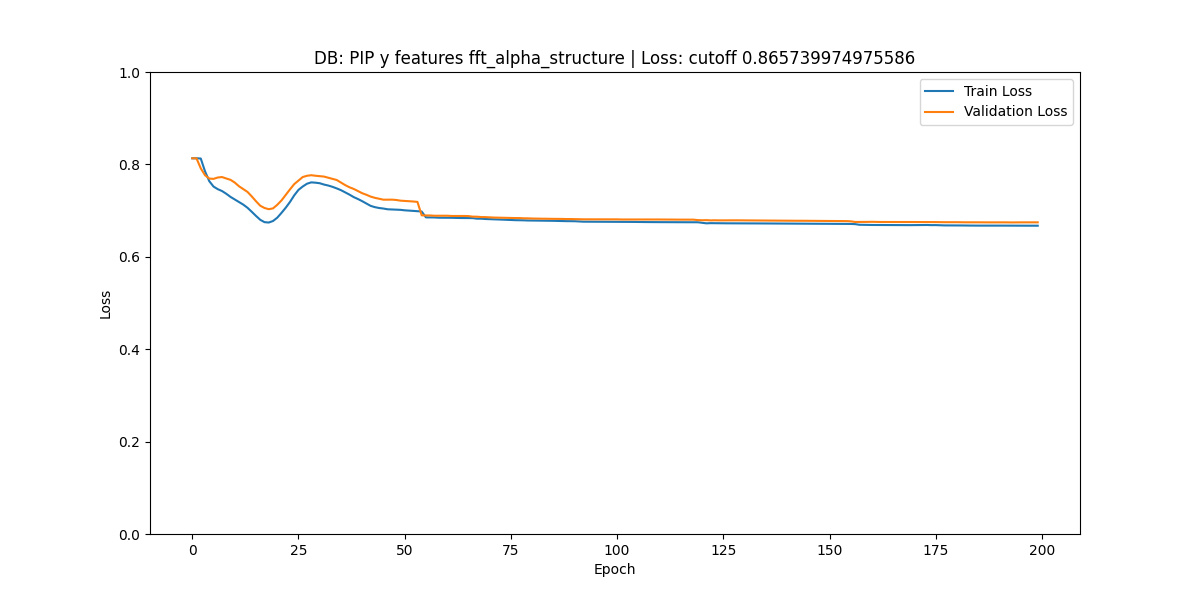 DB: PIP y features fft_alpha_structure | Loss: cutoff 0.865739974975586
Train Loss
Validation Loss
1.0
0.8
0.6
0.4
0.2
0.0
Loss
0 25 50 75 100 125 150 175 200
Epoch